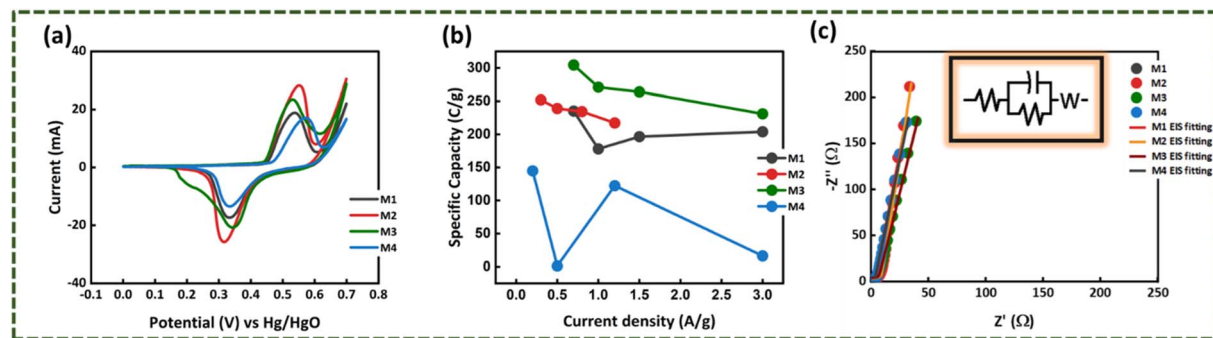 (a)
40
20
0
-20
-40
Current (mA)
-0.1 0.0 0.1 0.2 0.3 0.4 0.5 0.6 0.7 0.8
Potential (V) vs Hg/HgO
M1
M2
M3
M4
(b)
300
250
200
150
100
50
0
Specific Capacity (C/g)
0.0 0.5 1.0 1.5 2.0 2.5 3.0
Current density (A/g)
M1
M2
M3
M4
(c)
250
200
150
100
50
0
-Z'' (Ω)
0 50 100 150 200 250
Z' (Ω)
W
M1
M2
M3
M4
M1 EIS fitting
M2 EIS fitting
M3 EIS fitting
M4 EIS fitting